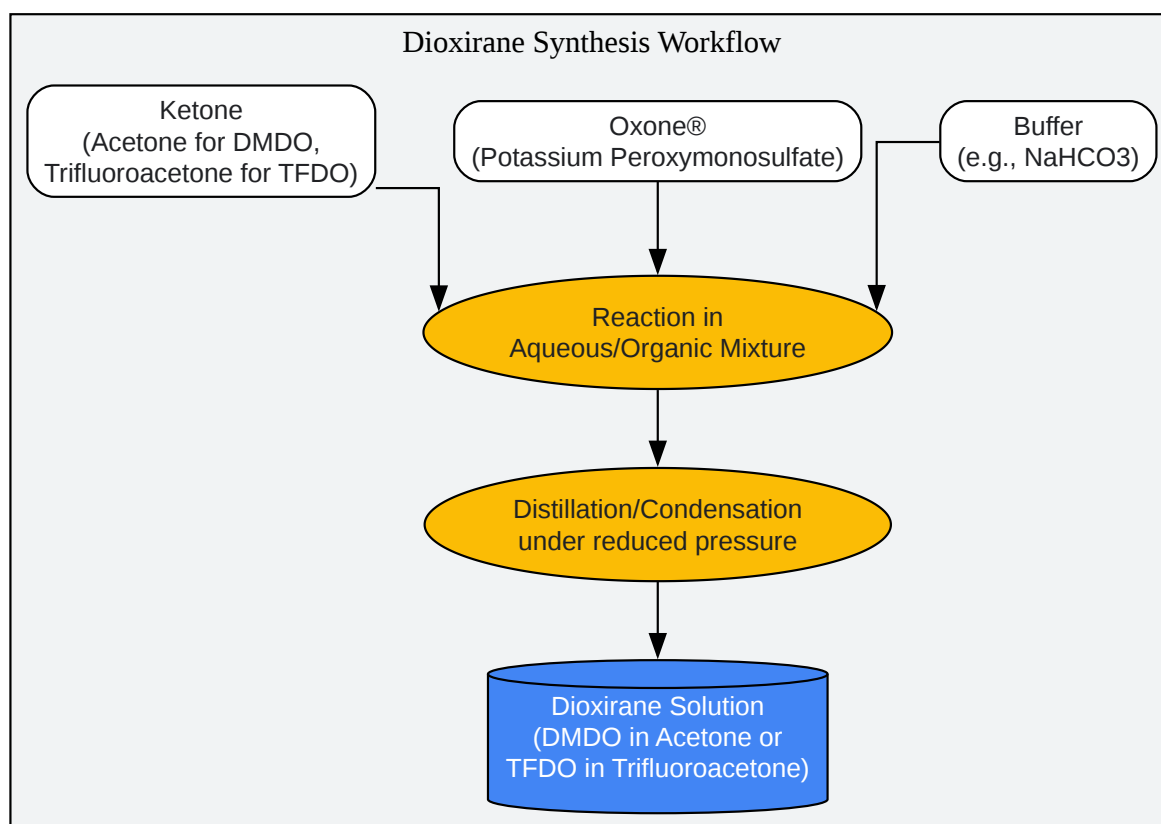 Dioxirane Synthesis Workflow
Ketone
(Acetone for DMDO,
Trifluoroacetone for TFDO)
Oxone®
(Potassium Peroxymonosulfate)
Buffer
(e.g., NaHCO3)
Reaction in
Aqueous/Organic Mixture
Distillation/Condensation
under reduced pressure
Dioxirane Solution
(DMDO in Acetone or
TFDO in Trifluoroacetone)